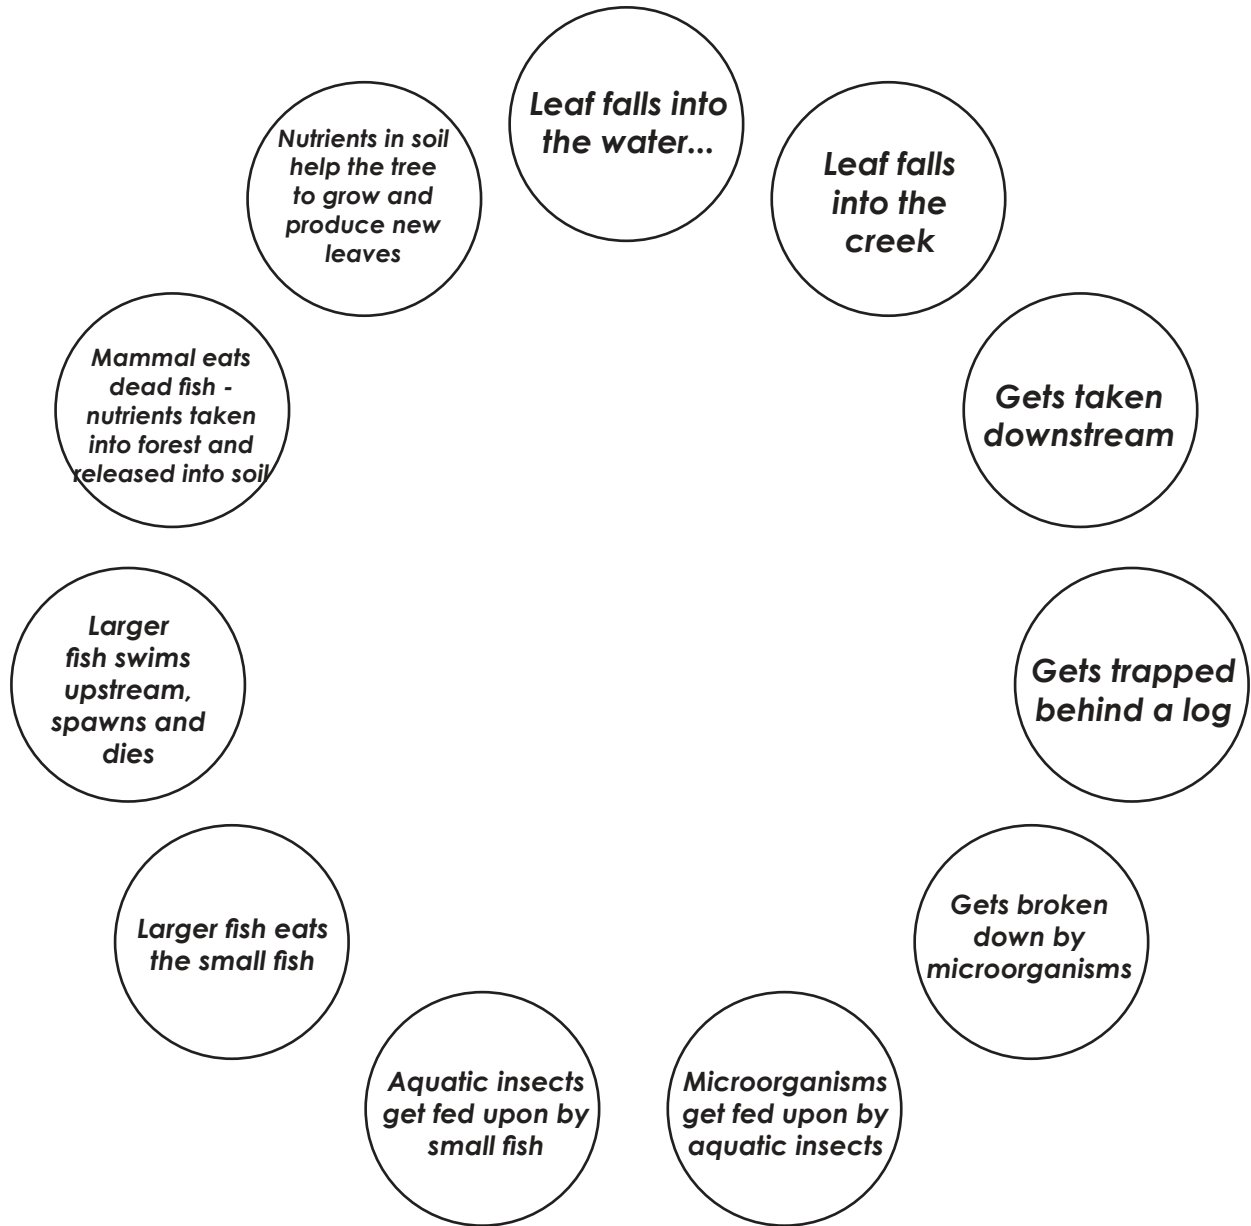 Leaf falls into
the water...
Leaf falls
into the
creek
Gets taken
downstream
Gets trapped
behind a log
Gets broken
down by
microorganisms
Microorganisms
get fed upon by
aquatic insects
Aquatic insects
get fed upon by
small fish
Larger fish eats
the small fish
Larger
fish swims
upstream,
spawns and
dies
Mammal eats
dead fish -
nutrients taken
into forest and
released into soil
Nutrients in soil
help the tree
to grow and
produce new
leaves